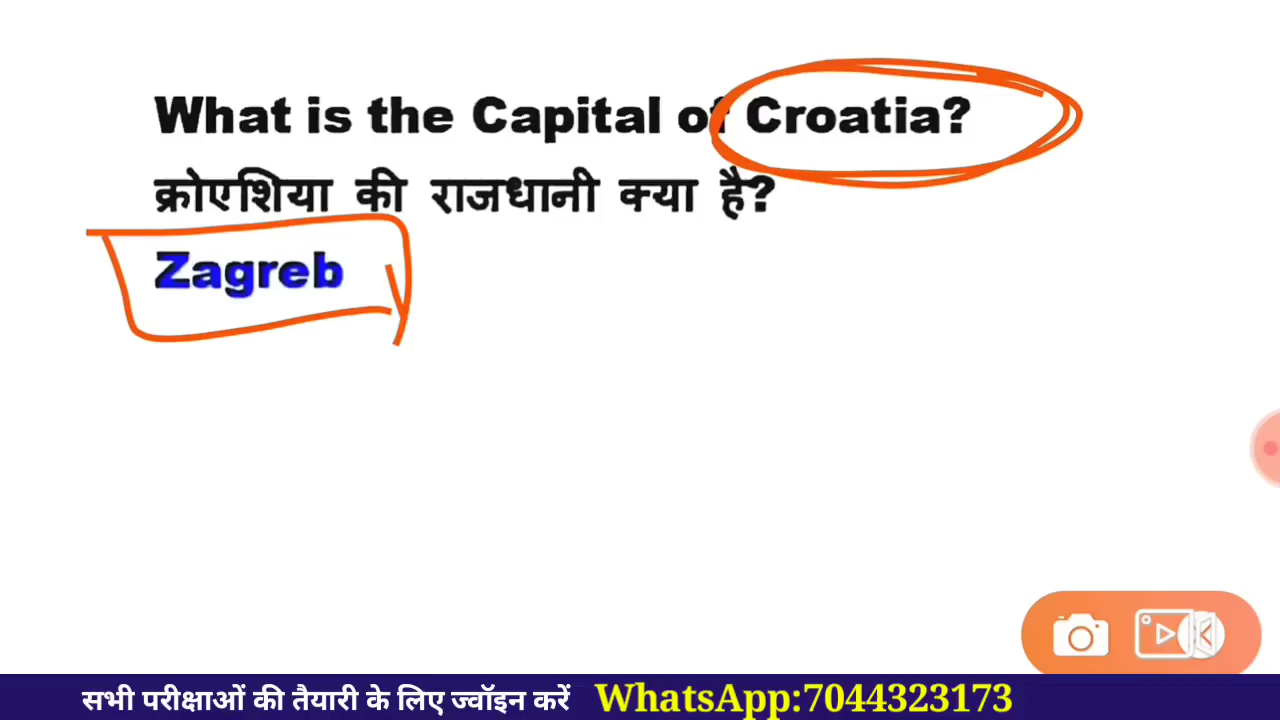 What is the Capital of Croatia?
क्रोएशिया की राजधानी क्या है?
Zagreb
सभी परीक्षाओं की तैयारी के लिए ज्वॉइन करें WhatsApp:7044323173